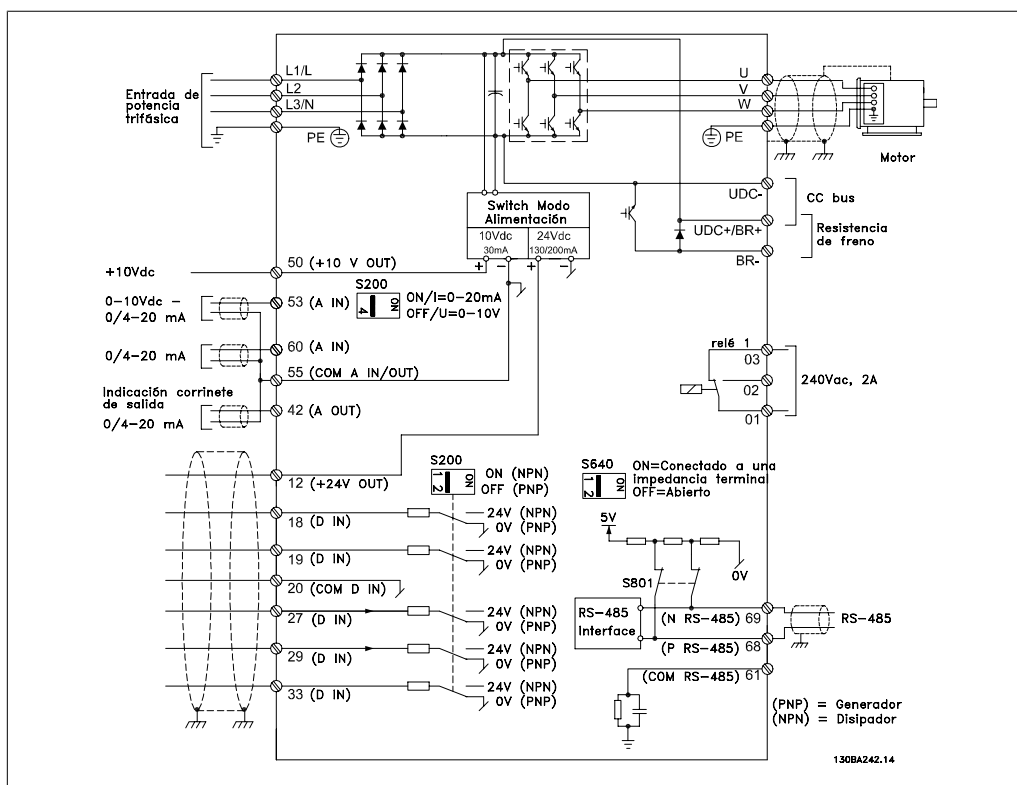 L1/L
L2
L3/N
PE
Entrada de
potencia
trifásica
U
V
W
PE
Motor
UDC-
CC bus
UDC+/BR+
Resistencia
de freno
BR-
Switch Modo
Alimentación
10Vdc
30mA
24Vdc
130/200mA
+ - + -
+10Vdc
50 (+10 V OUT)
S200
ON
4
ON/I=0-20mA
OFF/U=0-10V
0-10Vdc -
0/4-20 mA
53 (A IN)
0/4-20 mA
60 (A IN)
55 (COM A IN/OUT)
Indicación corrinete
de salida
0/4-20 mA
42 (A OUT)
relé 1
03
02
01
240Vac, 2A
12 (+24V OUT)
S200
ON
1 2
ON (NPN)
OFF (PNP)
S640
ON
1 2
ON=Conectado a una
impedancia terminal
OFF=Abierto
18 (D IN)
24V (NPN)
0V (PNP)
19 (D IN)
24V (NPN)
0V (PNP)
20 (COM D IN)
27 (D IN)
24V (NPN)
0V (PNP)
29 (D IN)
24V (NPN)
0V (PNP)
33 (D IN)
24V (NPN)
0V (PNP)
5V
0V
S801
RS-485
Interface
(N RS-485) 69
RS-485
(P RS-485) 68
(COM RS-485) 61
(PNP) = Generador
(NPN) = Disipador
130BA242.14